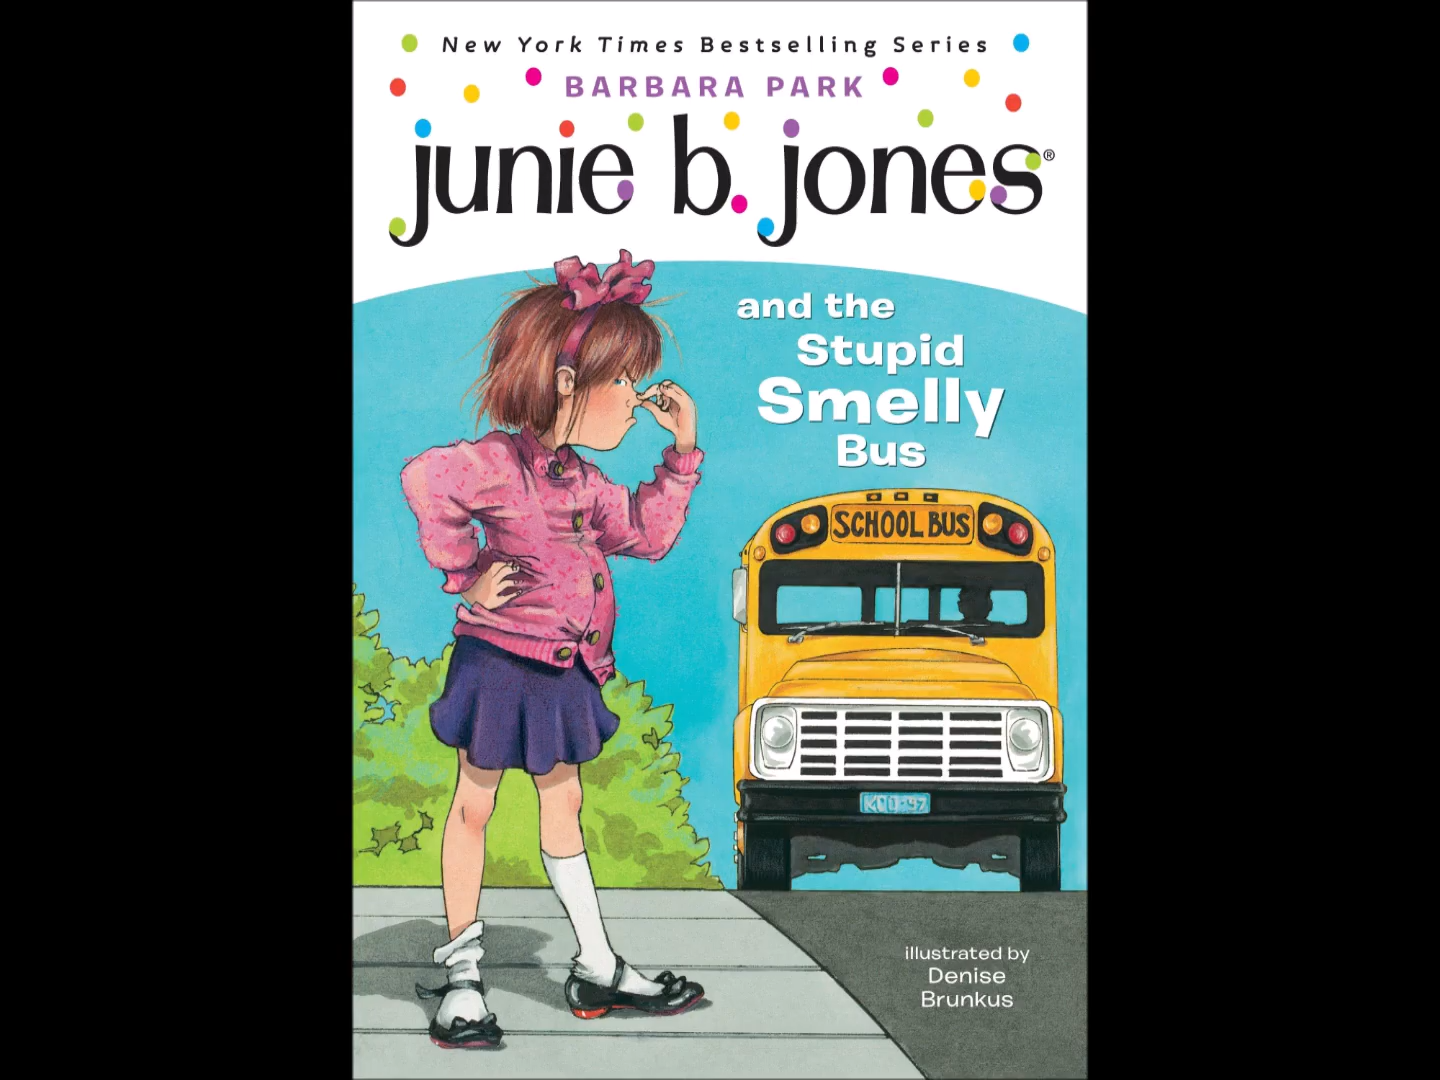 New York Times Bestselling Series
BARBARA PARK
junie b. jones®
and the
Stupid
Smelly
Bus
SCHOOL BUS
illustrated by
Denise
Brunkus